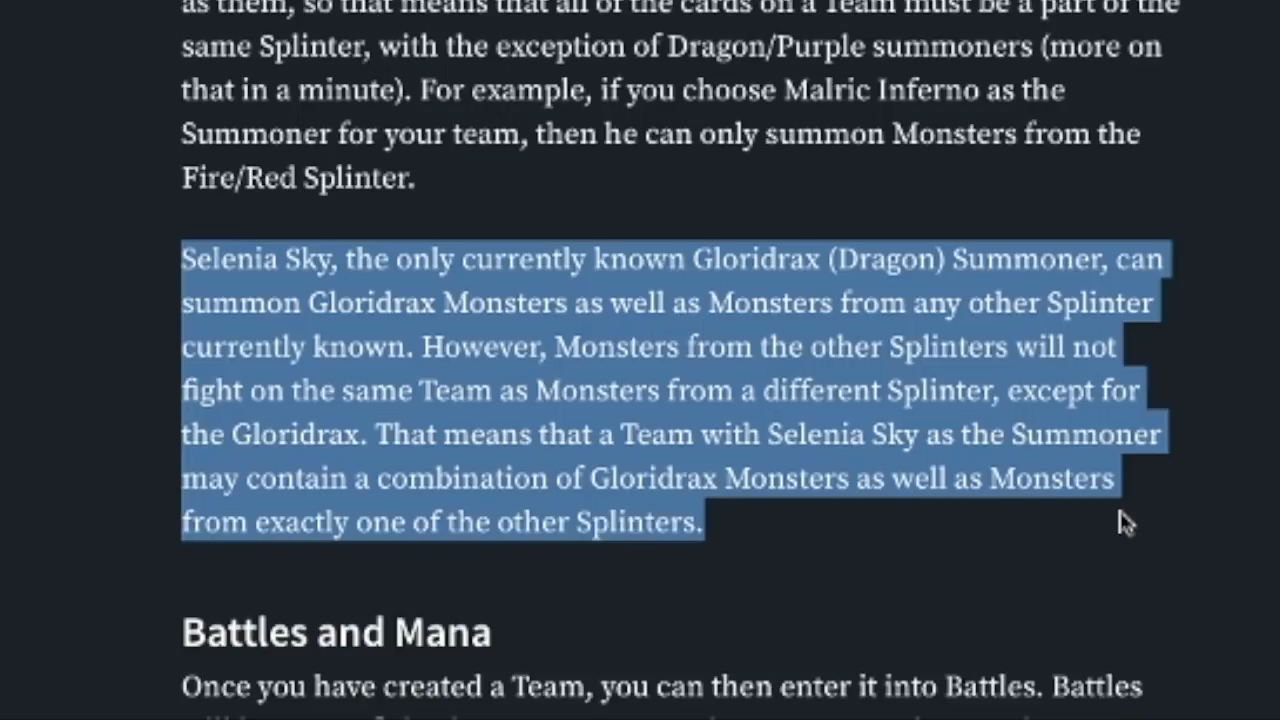 as them, so that means that all of the cards on a Team must be a part of the
same Splinter, with the exception of Dragon/Purple summoners (more on
that in a minute). For example, if you choose Malric Inferno as the
Summoner for your team, then he can only summon Monsters from the
Fire/Red Splinter.
Selenia Sky, the only currently known Gloridrax (Dragon) Summoner, can
summon Gloridrax Monsters as well as Monsters from any other Splinter
currently known. However, Monsters from the other Splinters will not
fight on the same Team as Monsters from a different Splinter, except for
the Gloridrax. That means that a Team with Selenia Sky as the Summoner
may contain a combination of Gloridrax Monsters as well as Monsters
from exactly one of the other Splinters.
Battles and Mana
Once you have created a Team, you can then enter it into Battles. Battles